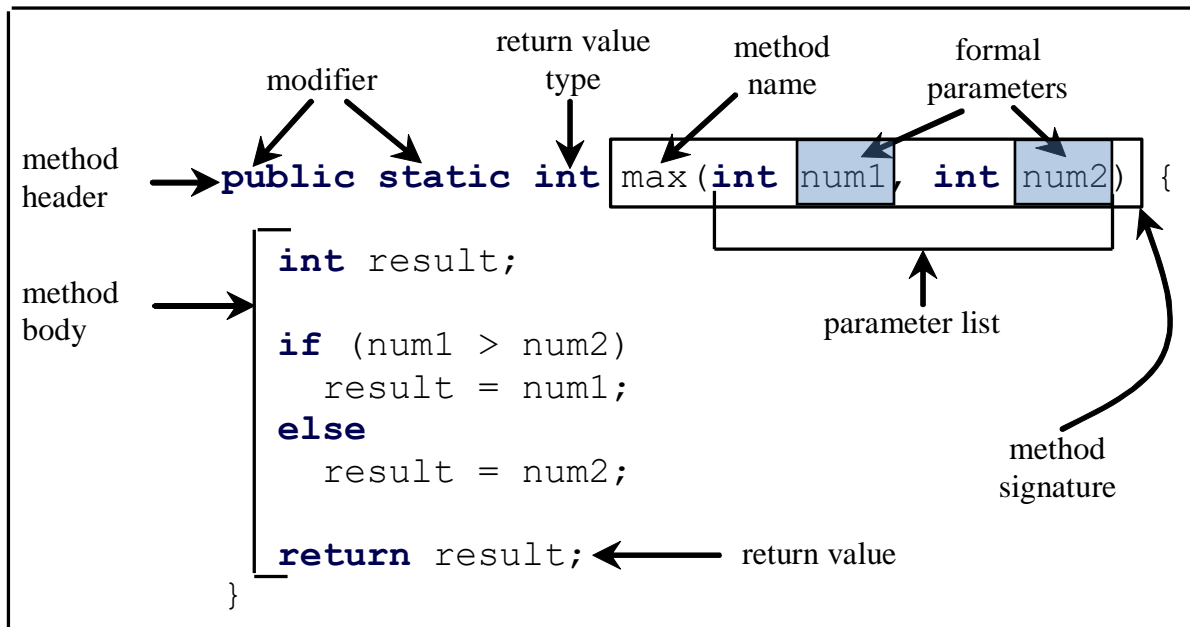 return value
type
method
name
formal
parameters
modifier
method
header
public static int max(int num1, int num2) {
int result;
method
body
parameter list
if (num1 > num2)
result = num1;
else
result = num2;
method
signature
return result;
return value
}